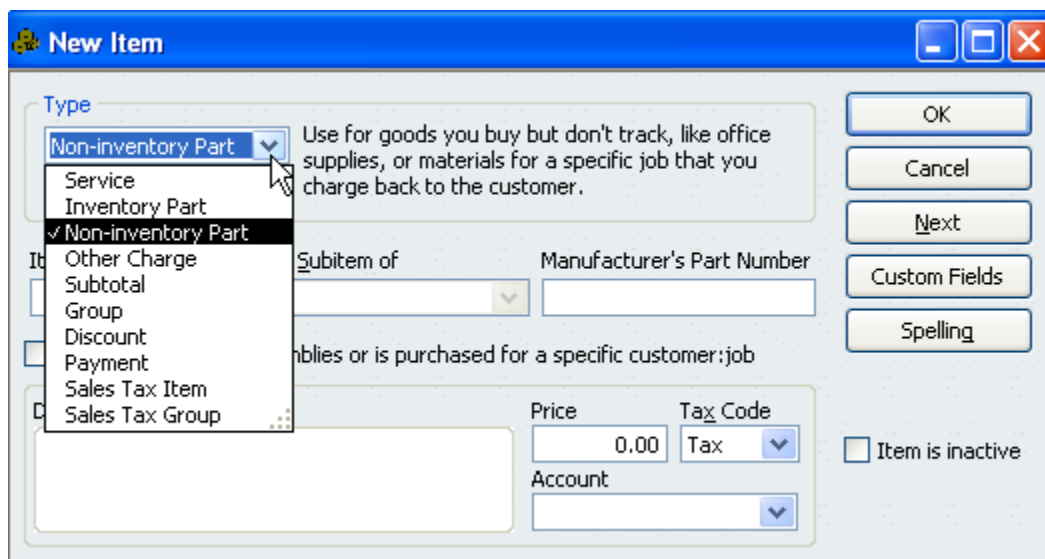 New Item
Type
Non-inventory Part
Use for goods you buy but don't track, like office
supplies, or materials for a specific job that you
charge back to the customer.
Service
Inventory Part
Non-inventory Part
Other Charge
Subtotal
Group
Discount
Payment
Sales Tax Item
Sales Tax Group
Subitem of
Manufacturer's Part Number
or is purchased for a specific customer:job
Price
Tax Code
0.00
Tax
Account
OK
Cancel
Next
Custom Fields
Spelling
Item is inactive